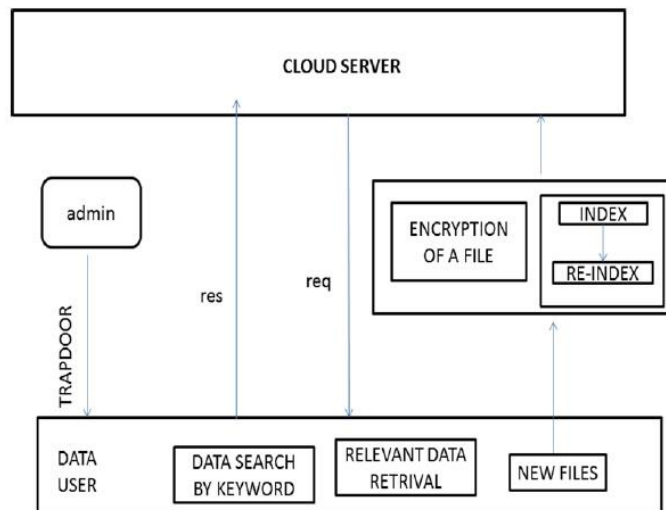 CLOUD SERVER
admin
TRAPDOOR
res
req
ENCRYPTION
OF A FILE
INDEX
RE-INDEX
DATA
USER
DATA SEARCH
BY KEYWORD
RELEVANT DATA
RETRIVAL
NEW FILES